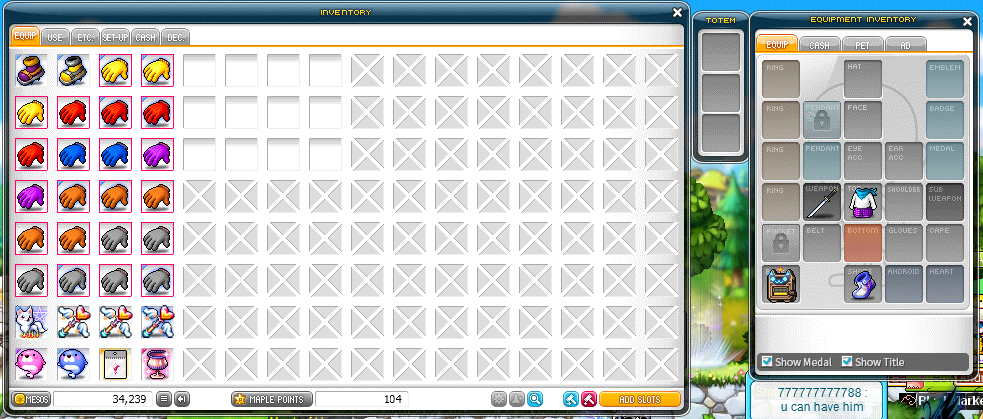 INVENTORY
EQUIP USE ETC. SET-UP CASH DEC.
MESOS 34,239 MAPLE POINTS 104 ADD SLOTS
TOTEM
EQUIPMENT INVENTORY
EQUIP CASH PET AD
RING HAT EMBLEM
RING PENDANT FACE BADGE
RING PENDANT EYE ACC EAR ACC MEDAL
RING WEAPON SHOULDER SUB WEAPON
POCKET BELT BOTTOM GLOVES CAPE
ANDROID HEART
Show Medal Show Title
777777777788 :
u can have him